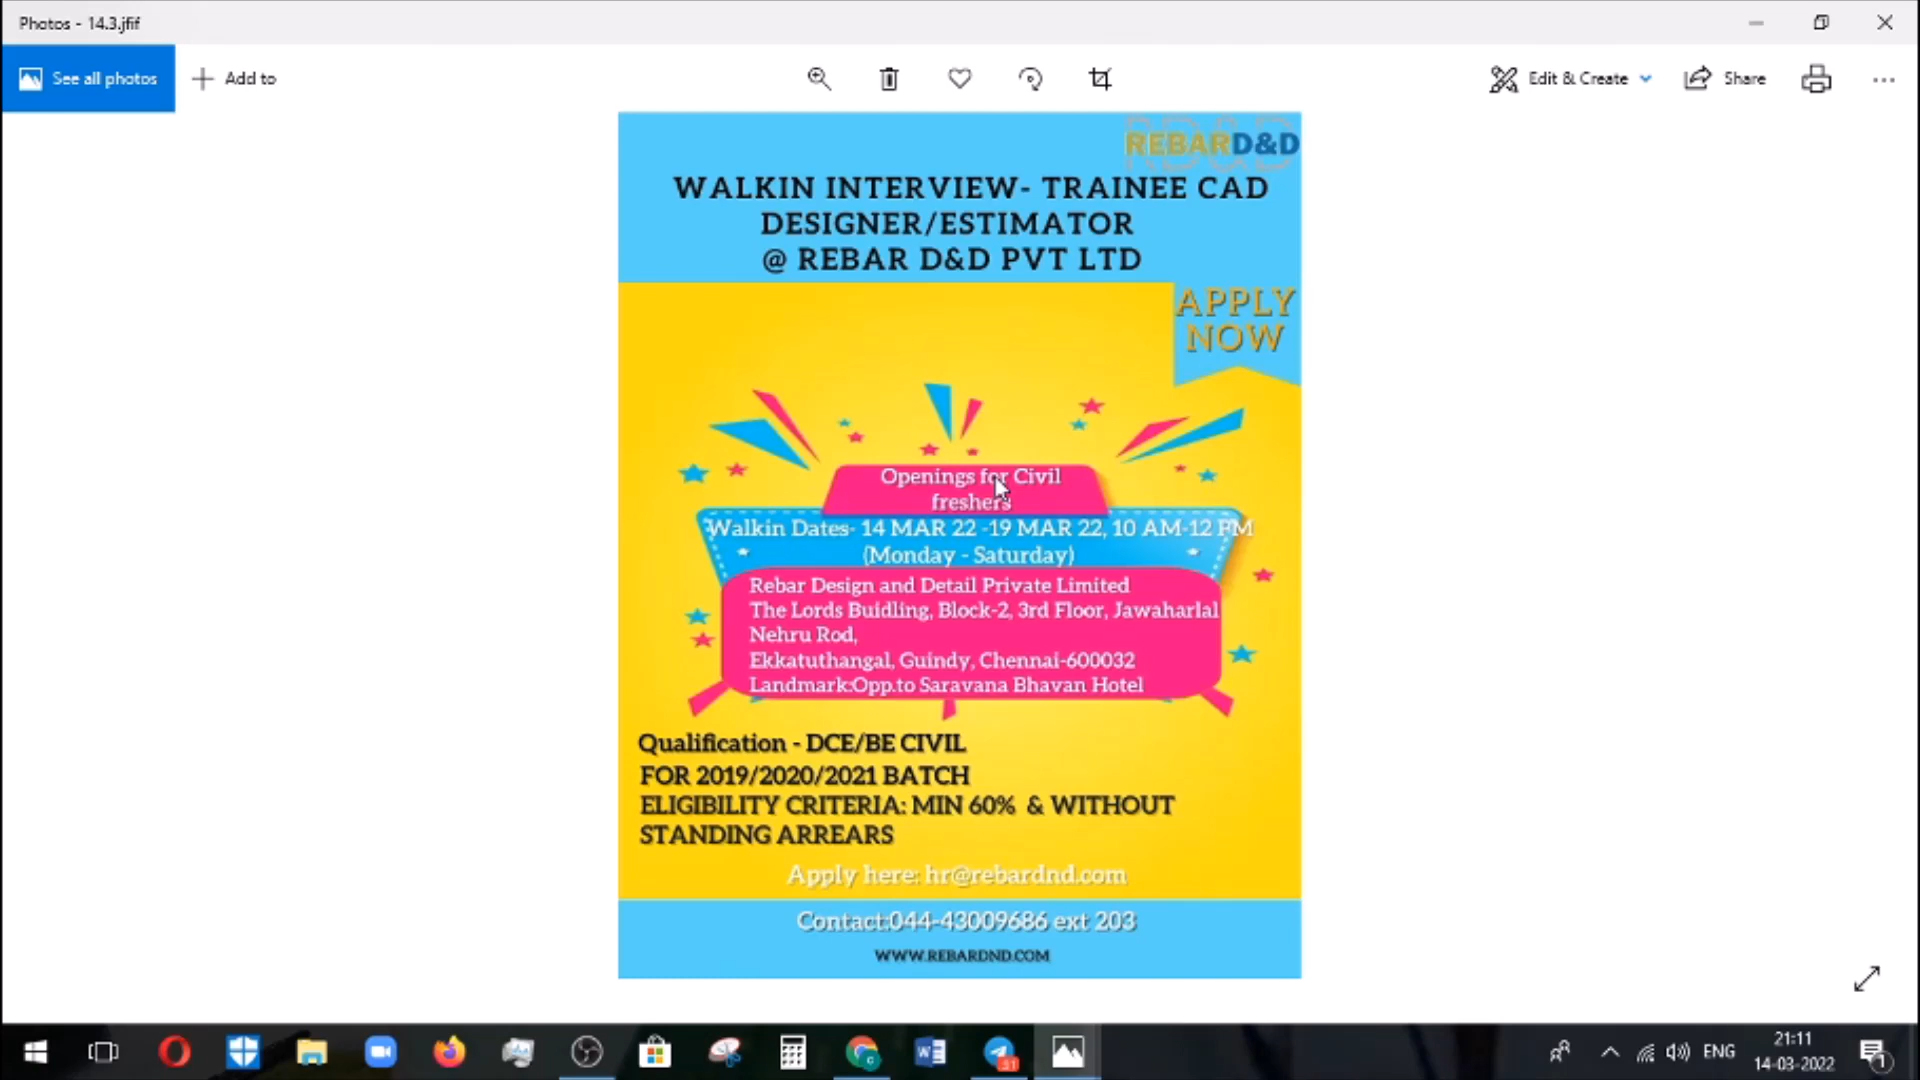 Photos - 14.3.jfif
See all photos
Add to
Edit & Create
Share
REBARD&D
WALKIN INTERVIEW- TRAINEE CAD
DESIGNER/ESTIMATOR
@ REBAR D&D PVT LTD
APPLY
NOW
Openings for Civil
freshers
Walkin Dates- 14 MAR 22 -19 MAR 22, 10 AM-12 PM
(Monday - Saturday)
Rebar Design and Detail Private Limited
The Lords Buidling, Block-2, 3rd Floor, Jawaharlal
Nehru Rod,
Ekkatuthangal, Guindy, Chennai-600032
Landmark:Opp.to Saravana Bhavan Hotel
Qualification - DCE/BE CIVIL
FOR 2019/2020/2021 BATCH
ELIGIBILITY CRITERIA: MIN 60% & WITHOUT
STANDING ARREARS
Apply here: hr@rebardnd.com
Contact:044-43009686 ext 203
WWW.REBARDND.COM
31
ENG
21:11
14-03-2022
1